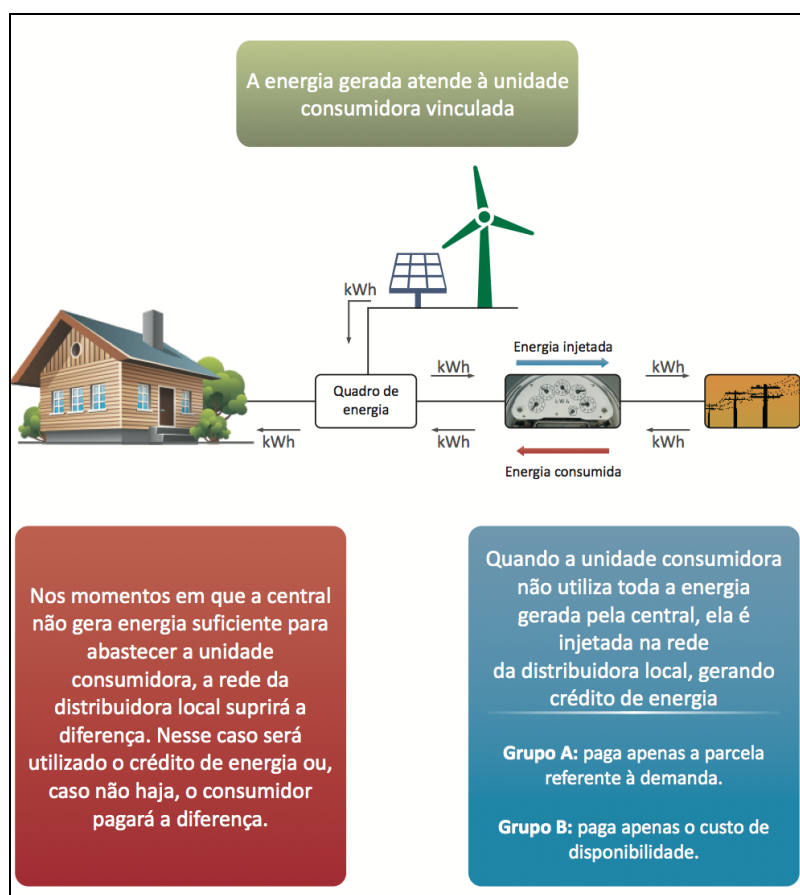 A energia gerada atende à unidade
consumidora vinculada
kWh
Energia injetada
kWh
kWh
Quadro de
energia
kWh
kWh
kWh
kWh
Energia consumida
Nos momentos em que a central
não gera energia suficiente para
abastecer a unidade
consumidora, a rede da
distribuidora local suprirá a
diferença. Nesse caso será
utilizado o crédito de energia ou,
caso não haja, o consumidor
pagará a diferença.
Quando a unidade consumidora
não utiliza toda a energia
gerada pela central, ela é
injetada na rede
da distribuidora local, gerando
crédito de energia
Grupo A: paga apenas a parcela
referente à demanda.
Grupo B: paga apenas o custo de
disponibilidade.